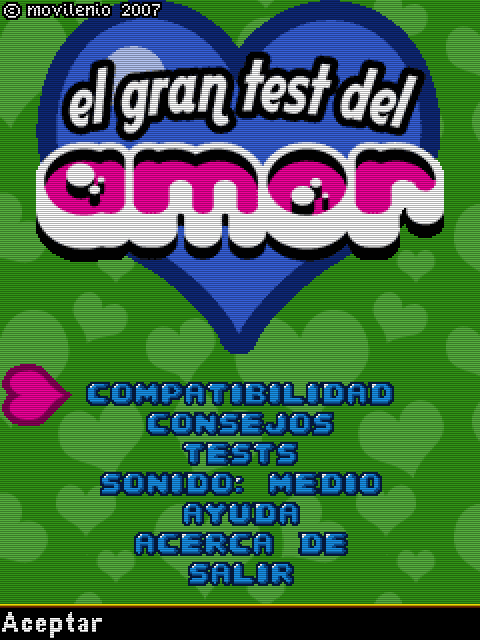 © movilenio 2007
el gran test del
amor
COMPATIBILIDAD
CONSEJOS
TESTS
SONIDO: MEDIO
AYUDA
ACERCA DE
SALIR
Aceptar